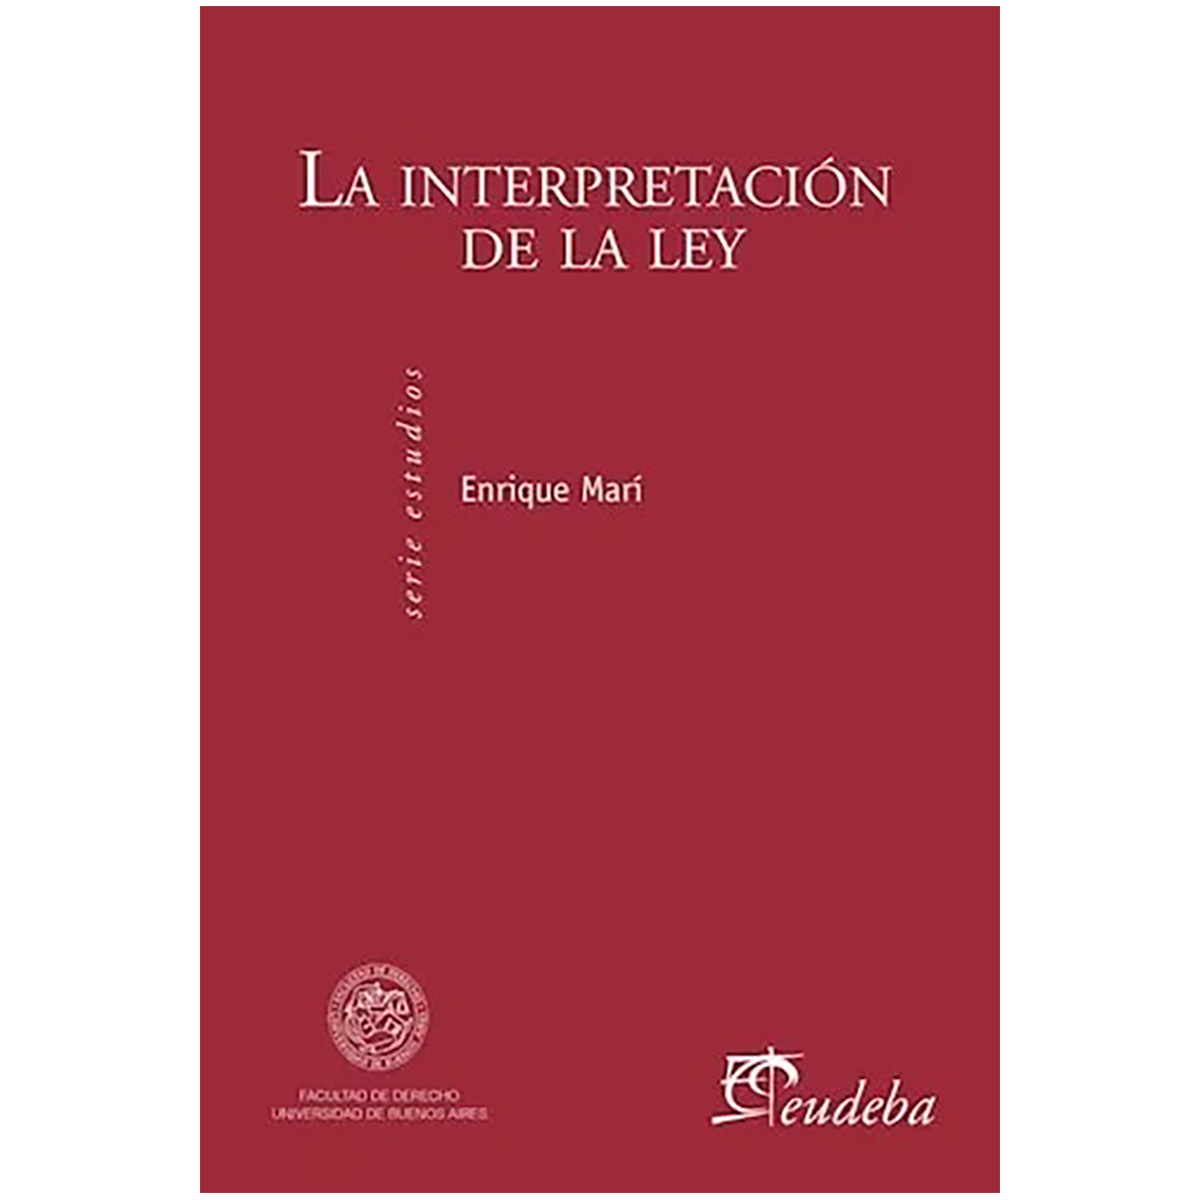 LA INTERPRETACIÓN
DE LA LEY
serie estudios
Enrique Marí
FACULTAD DE DERECHO
UNIVERSIDAD DE BUENOS AIRES
eudeba